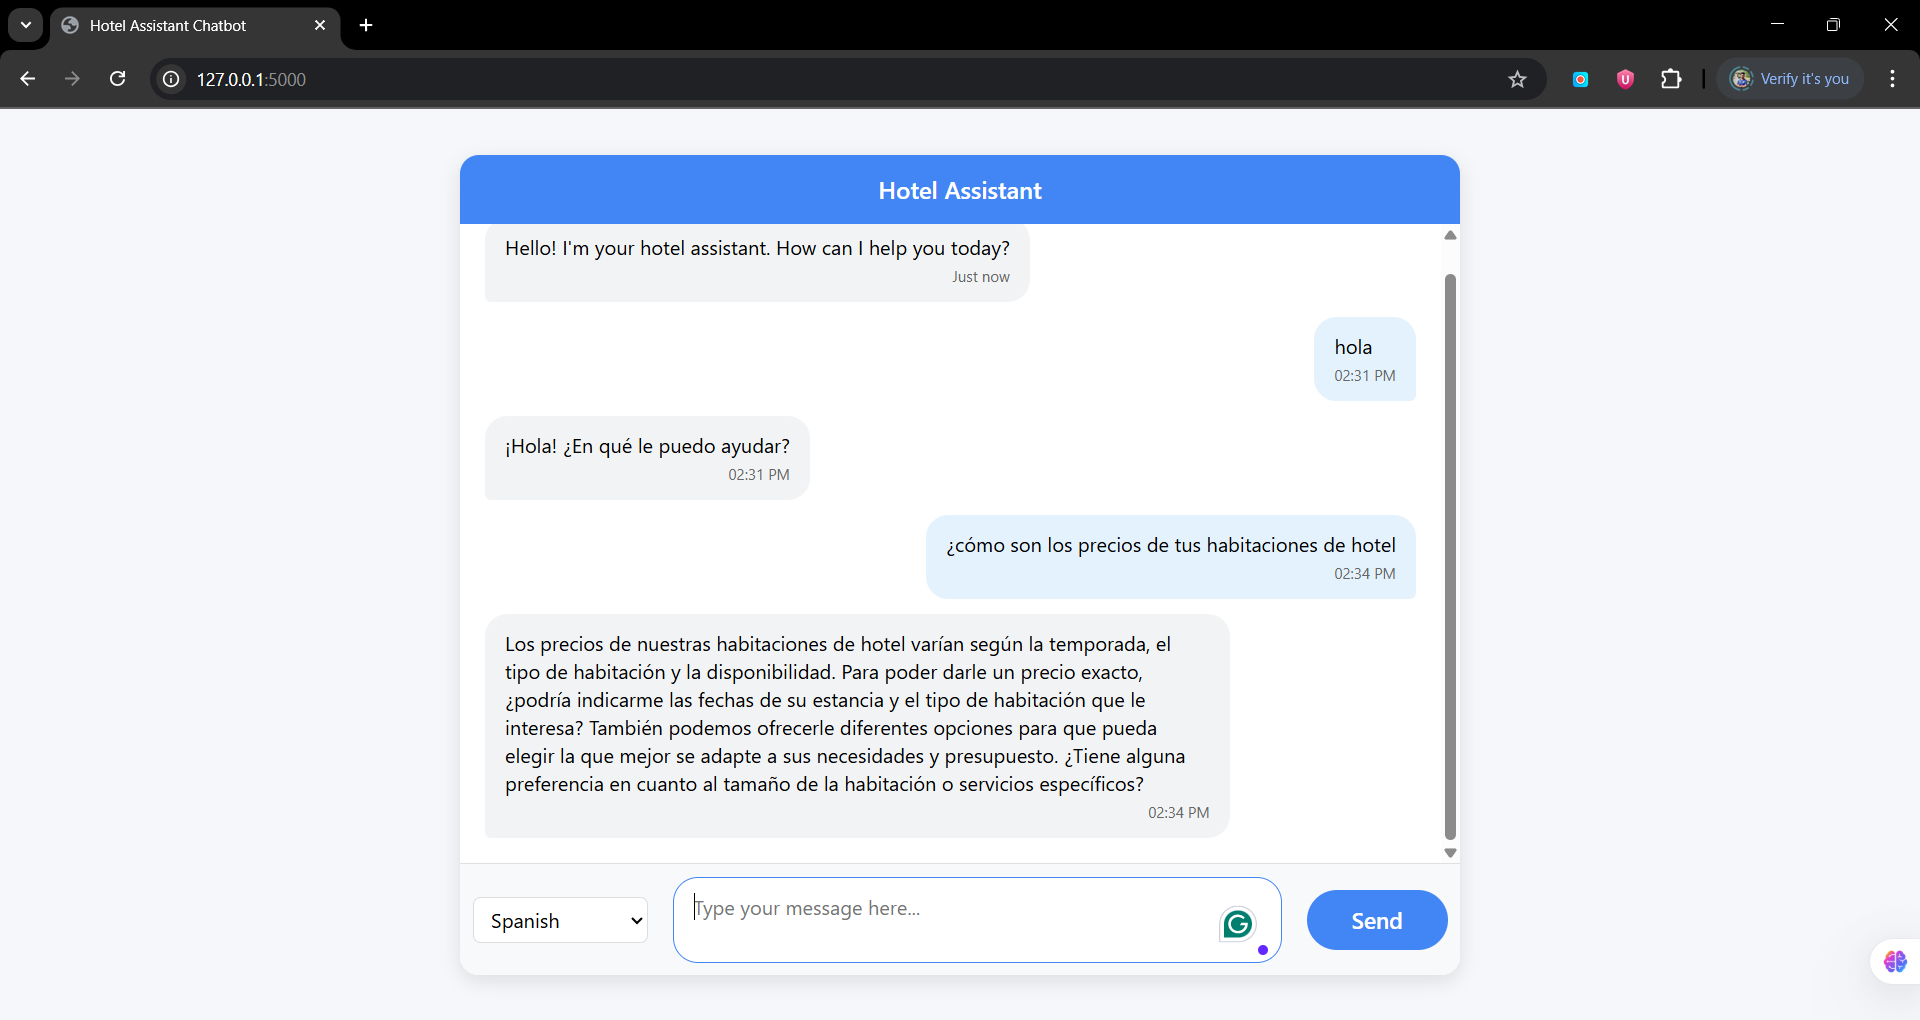 Hotel Assistant Chatbot
127.0.0.1:5000
Verify it's you
Hotel Assistant
Hello! I'm your hotel assistant. How can I help you today?
Just now
hola
02:31 PM
¡Hola! ¿En qué le puedo ayudar?
02:31 PM
¿cómo son los precios de tus habitaciones de hotel
02:34 PM
Los precios de nuestras habitaciones de hotel varían según la temporada, el
tipo de habitación y la disponibilidad. Para poder darle un precio exacto,
¿podría indicarme las fechas de su estancia y el tipo de habitación que le
interesa? También podemos ofrecerle diferentes opciones para que pueda
elegir la que mejor se adapte a sus necesidades y presupuesto. ¿Tiene alguna
preferencia en cuanto al tamaño de la habitación o servicios específicos?
02:34 PM
Spanish
Type your message here...
Send